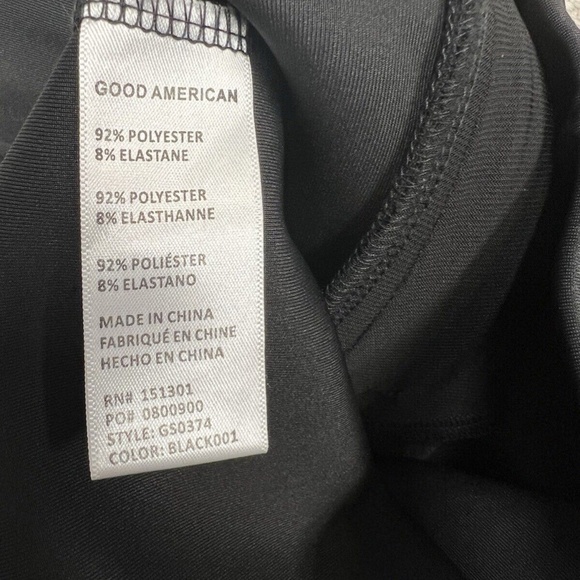 GOOD AMERICAN
92% POLYESTER
8% ELASTANE
92% POLYESTER
8% ELASTHANNE
92% POLIÉSTER
8% ELASTANO
MADE IN CHINA
FABRIQUÉ EN CHINE
HECHO EN CHINA
RN# 151301
PO# 0800900
STYLE: GS0374
COLOR: BLACK001